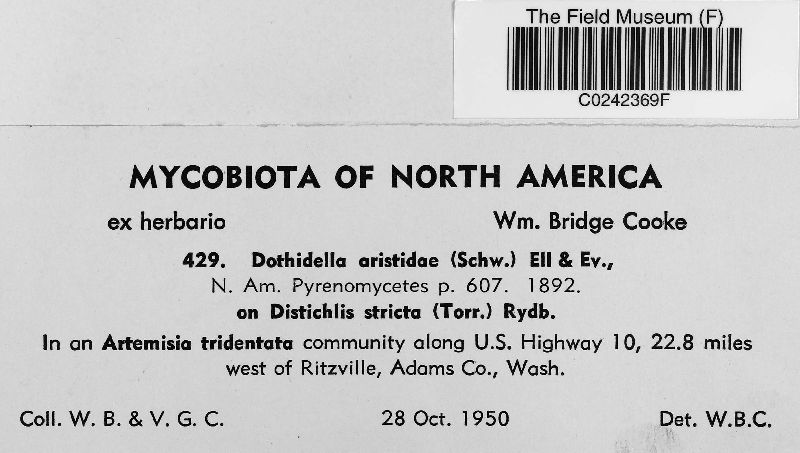 The Field Museum (F)
C0242369F
MYCOBIOTA OF NORTH AMERICA
ex herbario Wm. Bridge Cooke
429. Dothidella aristidae (Schw.) Ell & Ev.,
N. Am. Pyrenomycetes p. 607. 1892.
on Distichlis stricta (Torr.) Rydb.
In an Artemisia tridentata community along U.S. Highway 10, 22.8 miles
west of Ritzville, Adams Co., Wash.
Coll. W. B. & V. G. C. 28 Oct. 1950 Det. W.B.C.